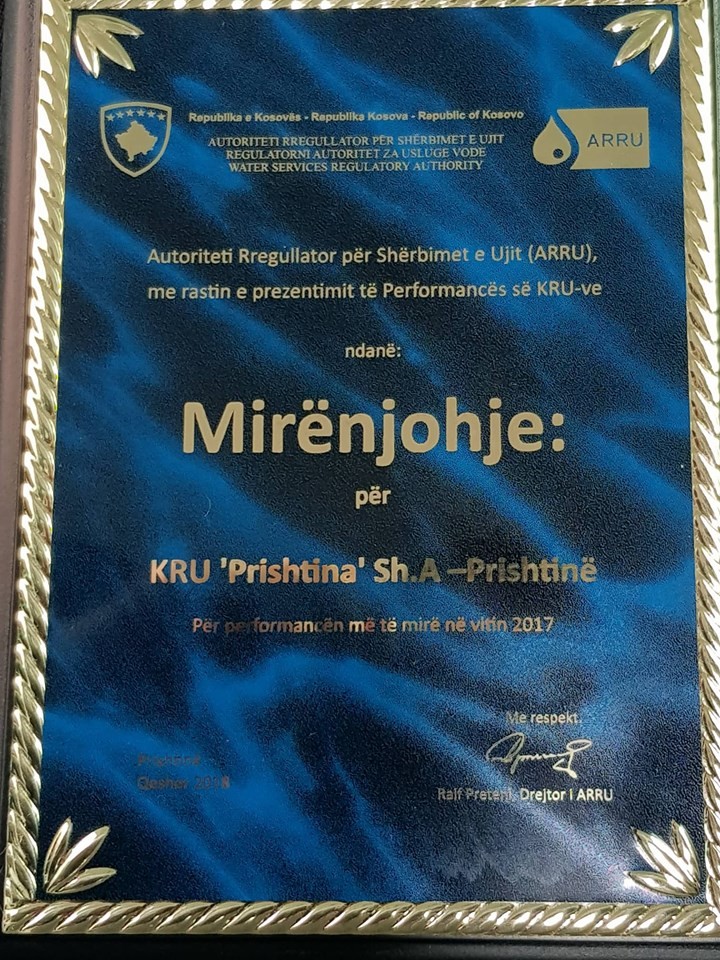 Republika e Kosovës - Republika Kosova - Republic of Kosovo
AUTORITETI RREGULLATOR PËR SHËRBIMET E UJIT
REGULATORNI AUTORITET ZA USLUGE VODE
WATER SERVICES REGULATORY AUTHORITY
ARRU
Autoriteti Rregullator për Shërbimet e Ujit (ARRU),
me rastin e prezentimit të Performancës së KRU-ve
ndanë:
Mirënjohje:
për
KRU 'Prishtina' Sh.A –Prishtinë
Për performancën më të mirë në vitin 2017
Me respekt,
Qeshor 2018
Ralf Preteni, Drejtor i ARRU